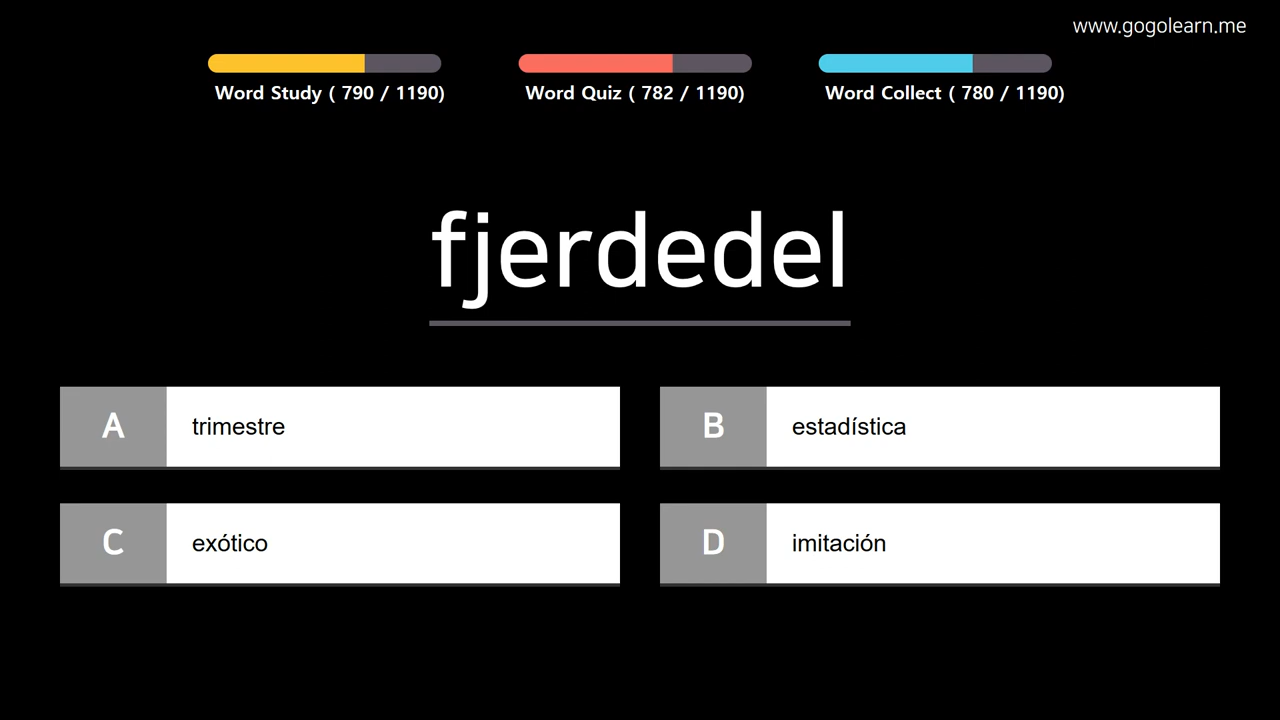 www.gogolearn.me
Word Study ( 790 / 1190)
Word Quiz ( 782 / 1190)
Word Collect ( 780 / 1190)
fjerdedel
A
trimestre
B
estadística
C
exótico
D
imitación